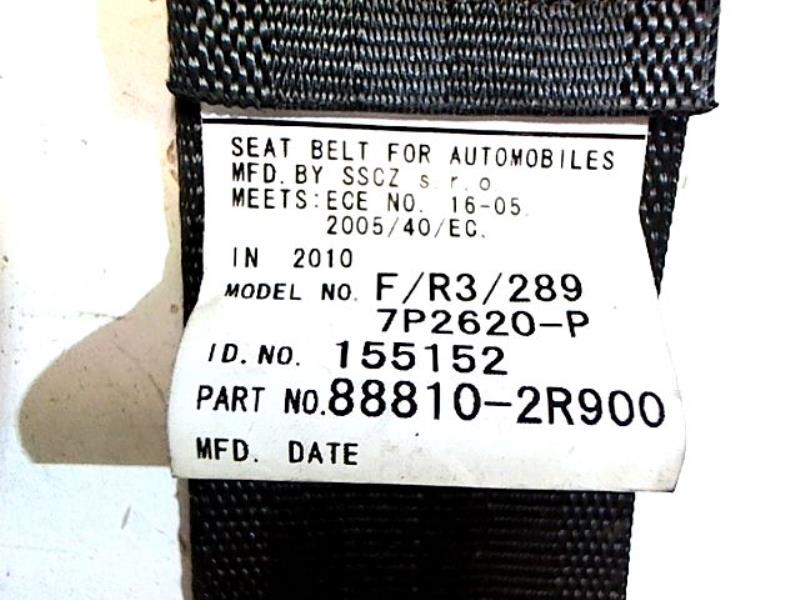 SEAT BELT FOR AUTOMOBILES
MFD. BY SSCZ s.r.o
MEETS:ECE NO. 16-05.
2005/40/EC.
IN 2010
MODEL NO. F/R3/289
7P2620-P
ID. NO. 155152
PART NO. 88810-2R900
MFD. DATE